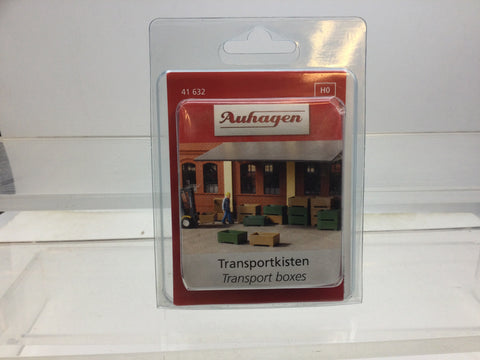 41 632
H0
Auhagen
Transportkisten
Transport boxes